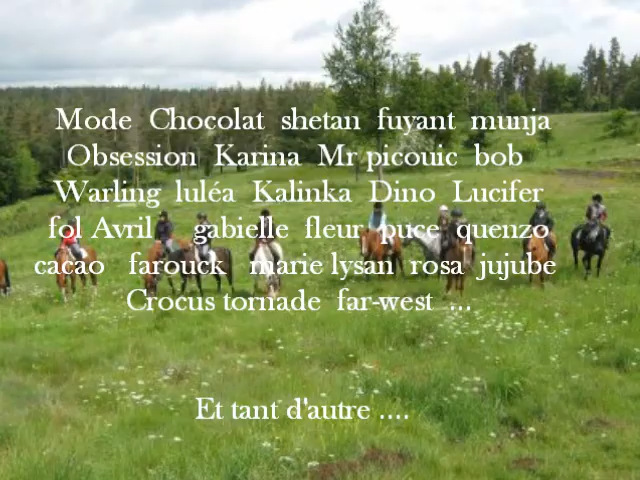 Mode Chocolat shetan fuyant munja
Obsession Karina Mr picouic bob
Warling luléa Kalinka Dino Lucifer
fol Avril gabielle fleur puce quenzo
cacao farouck marie lysan rosa jujube
Crocus tornade far-west ...
Et tant d'autre ....